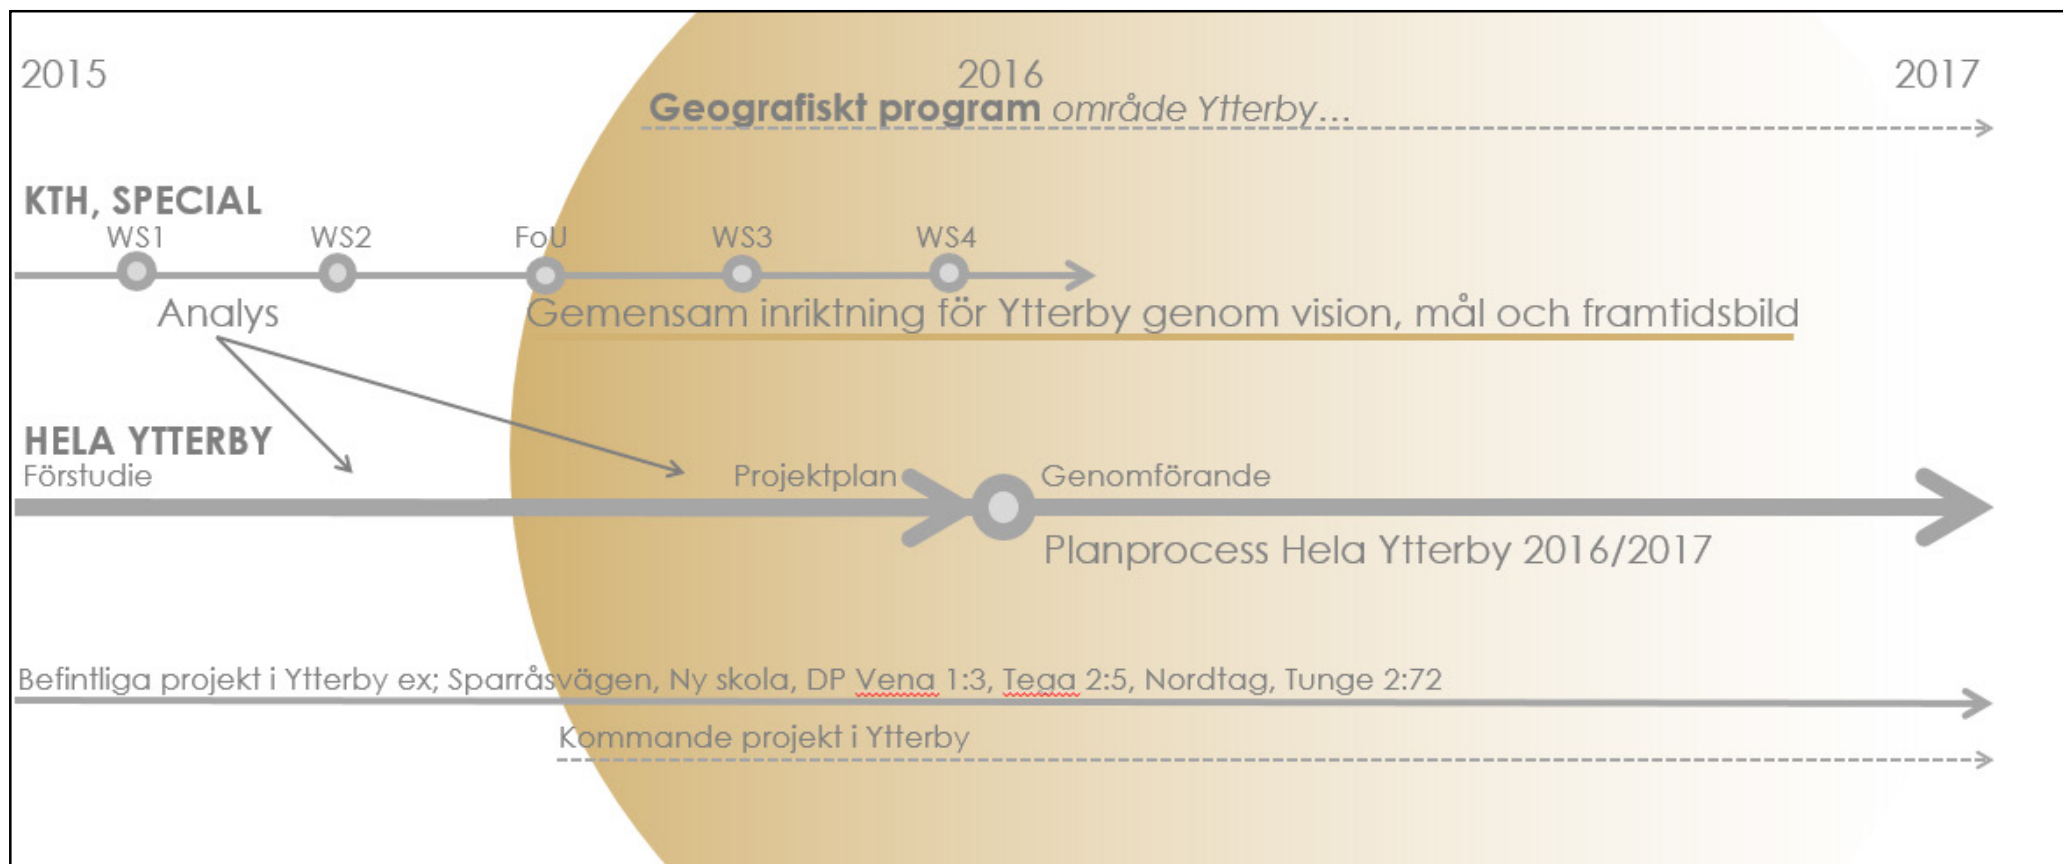 2015
2016
2017
Geografiskt program område Ytterby...
KTH, SPECIAL
WS1
WS2
FoU
WS3
WS4
Analys
Gemensam inriktning för Ytterby genom vision, mål och framtidsbild
HELA YTTERBY
Förstudie
Projektplan
Genomförande
Planprocess Hela Ytterby 2016/2017
Befintliga projekt i Ytterby ex; Sparråsvägen, Ny skola, DP Vena 1:3, Tega 2:5, Nordtag, Tunge 2:72
Kommande projekt i Ytterby